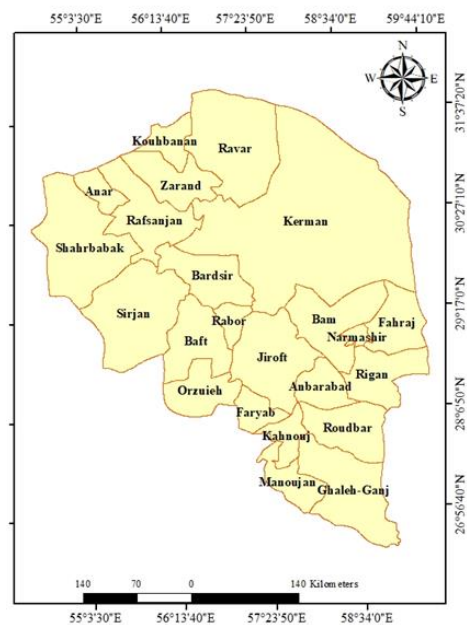 55°3'30"E 56°13'40"E 57°23'50"E 58°34'0"E 59°44'10"E
N
W E
S
31°37'20"N
Kouhbanan
Ravar
Zarand
Anar
30°27'10"N
Rafsanjan
Kerman
Shahrbabak
Bardsir
29°17'0"N
Sirjan
Rabor
Bam
Fahraj
Narmashir
Baft
Jiroft
Rigan
Orzuieh
Anbarabad
28°6'50"N
Faryab
Roudbar
Kahnouj
Manoujan
Ghaleh-Ganj
26°56'40"N
140 70 0 140 Kilometers
55°3'30"E 56°13'40"E 57°23'50"E 58°34'0"E